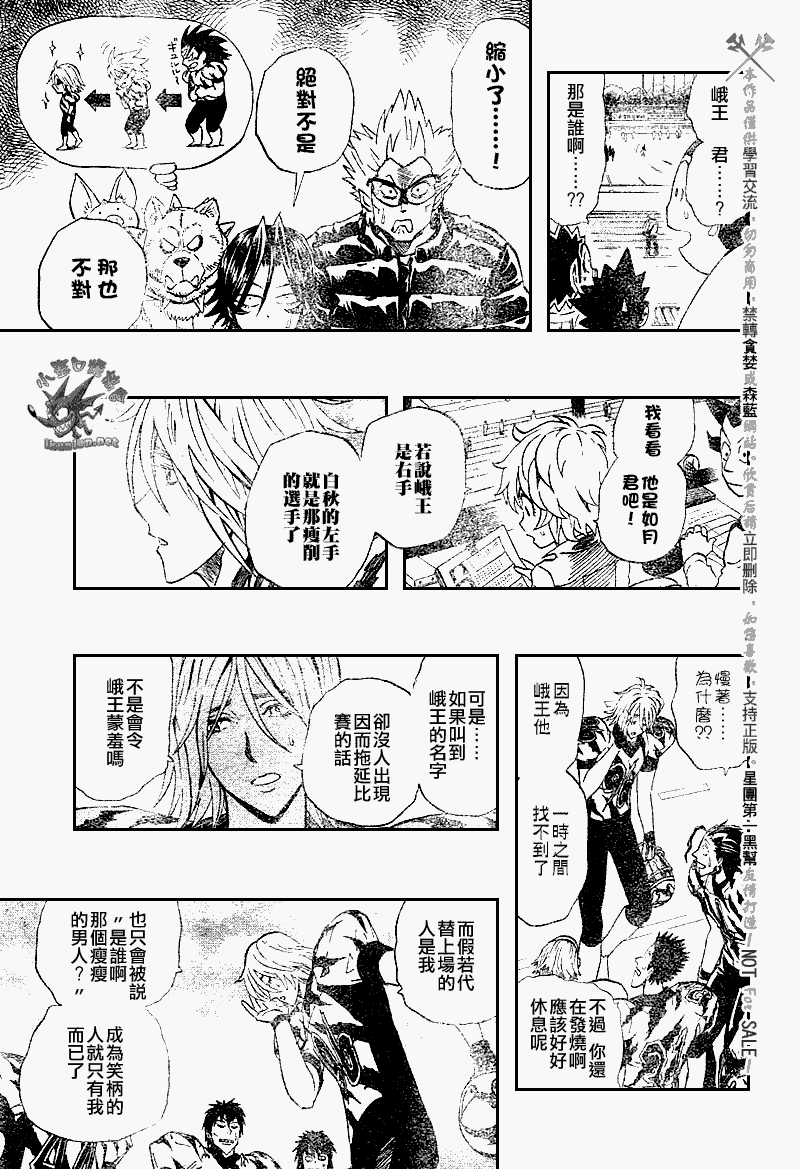 峨王
君……?
那是誰啊……??
縮小了……!
絕對不是
ギュルルー
那也
不對
我看看
他是如月
君吧!
若說峨王
是右手
白秋的左手
就是那瘦削
的選手了
慢著……
為什麼??
因為
峨王他
一時之間
找不到了
不過 你還
在發燒啊
應該好好
休息呢
可是……
如果叫到
峨王的名字
卻沒人出現
因而拖延比
賽的話
不是會令
峨王蒙羞嗎
而假若代
替上場的
人是我
也只會被說
〃是誰啊
那個瘦瘦
的男人?〃
成為笑柄的
人就只有我
而已了
本作品僅供學習交流,勿勿商用,禁轉貪婪或森藍網站。欣賞后請立即刪除,如您喜歡,支持正版。星團第一黑幫友情打造!NOT For SALE!